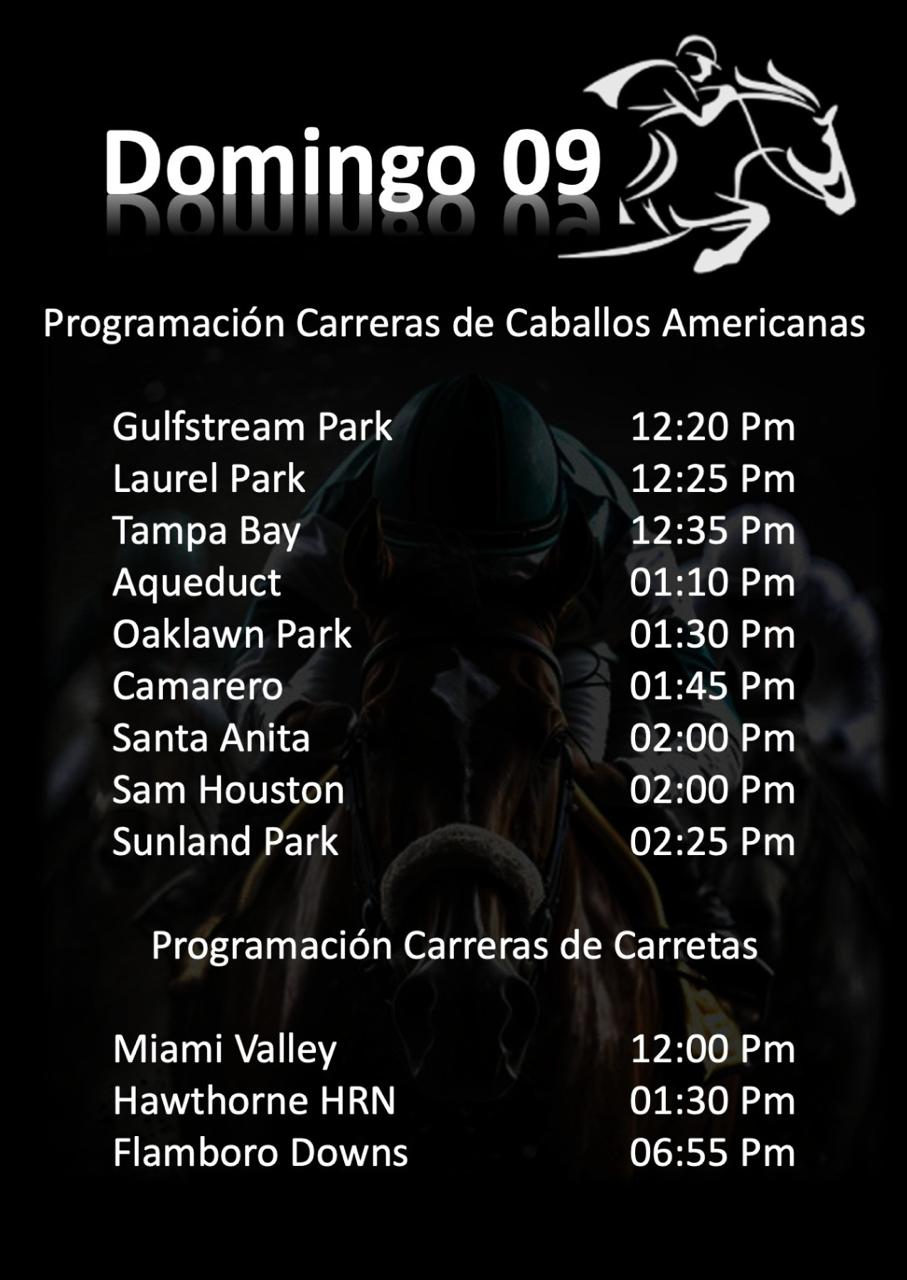 Domingo 09
Programación Carreras de Caballos Americanas
Gulfstream Park 12:20 Pm
Laurel Park 12:25 Pm
Tampa Bay 12:35 Pm
Aqueduct 01:10 Pm
Oaklawn Park 01:30 Pm
Camarero 01:45 Pm
Santa Anita 02:00 Pm
Sam Houston 02:00 Pm
Sunland Park 02:25 Pm
Programación Carreras de Carretas
Miami Valley 12:00 Pm
Hawthorne HRN 01:30 Pm
Flamboro Downs 06:55 Pm